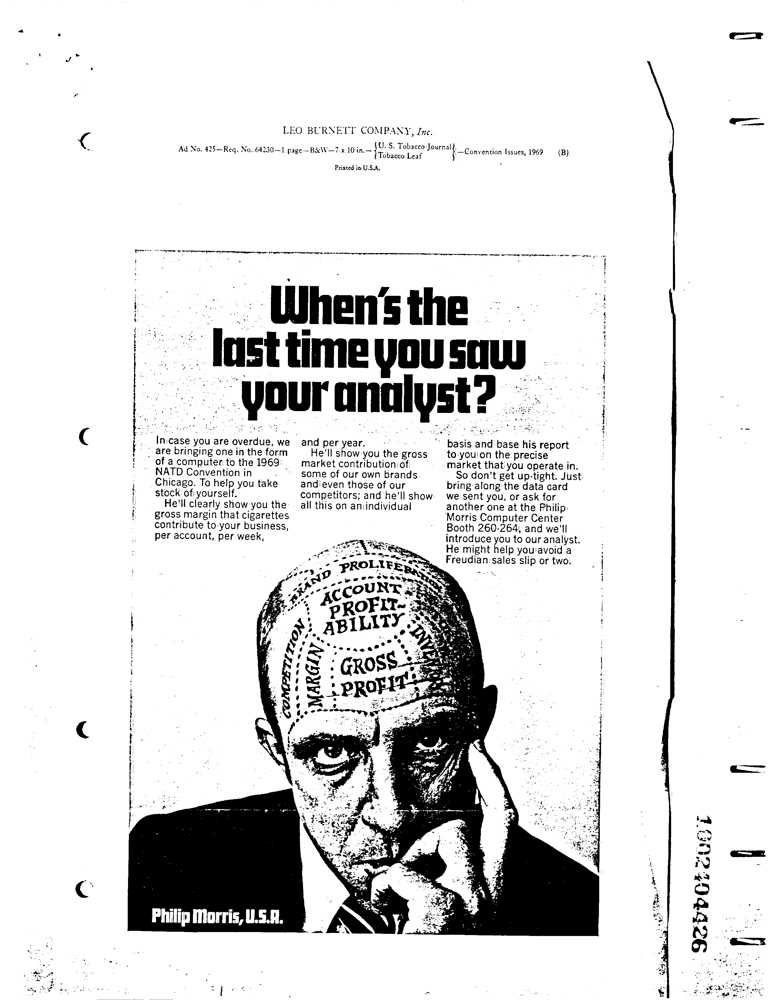 LEO BURNETT COMPANY, Inc.
Ad No. 425—Req. No. 64230—1 page—B&W—7 x 10 in.— {U. S. Tobacco Journal} —Convention Issues, 1969 (B)
{Tobacco Leaf }
Printed in U.S.A.
When's the
last time you saw
your analyst?
In case you are overdue, we
are bringing one in the form
of a computer to the 1969
NATD Convention in
Chicago. To help you take
stock of yourself.
He'll clearly show you the
gross margin that cigarettes
contribute to your business,
per account, per week,
and per year.
He'll show you the gross
market contribution of
some of our own brands
and even those of our
competitors; and he'll show
all this on an individual
basis and base his report
to you on the precise
market that you operate in.
So don't get up-tight. Just
bring along the data card
we sent you, or ask for
another one at the Philip
Morris Computer Center
Booth 260-264, and we'll
introduce you to our analyst.
He might help you avoid a
Freudian sales slip or two.
BRAND PROLIFERATION
ACCOUNT
PROFIT-
ABILITY
COMPETITION
MARGIN
GROSS
PROFIT
Philip Morris, U.S.A.
1002404426